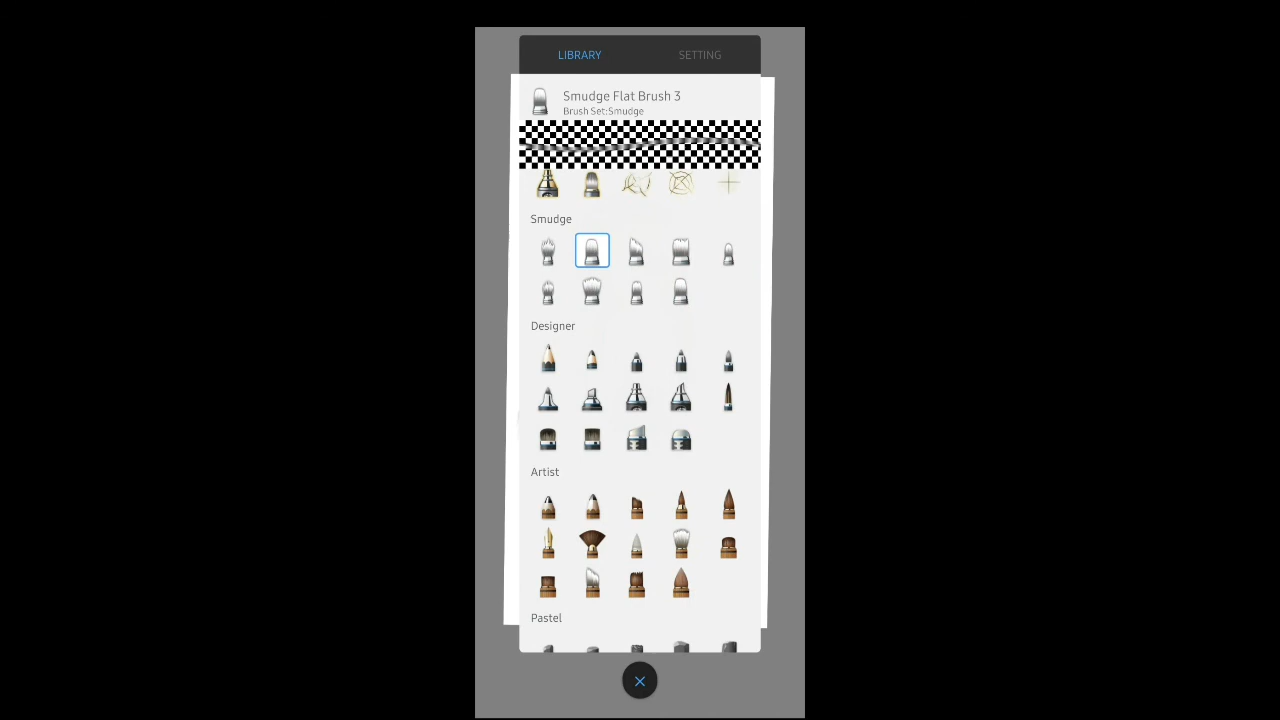 LIBRARY SETTING
Smudge Flat Brush 3
Brush Set:Smudge
Smudge
Designer
Artist
Pastel